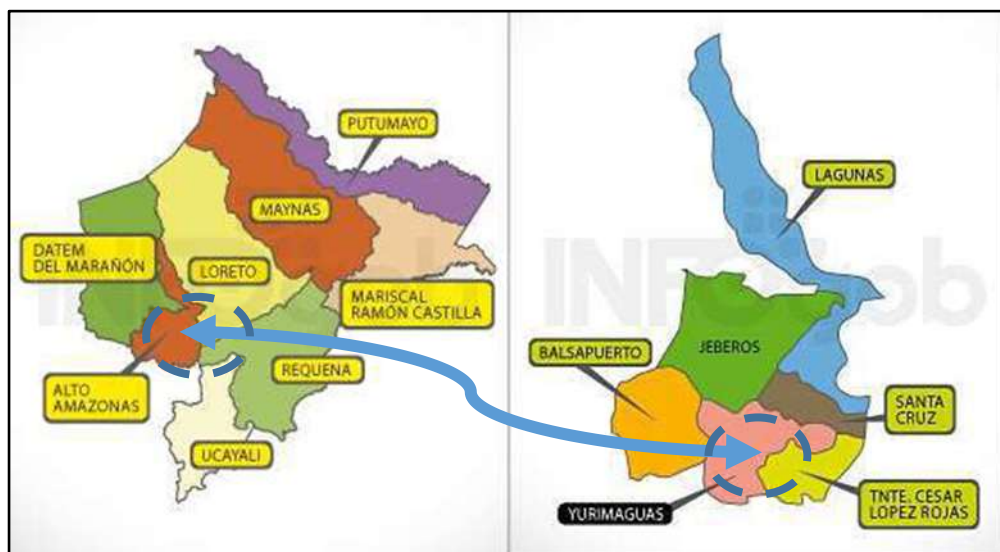 PUTUMAYO
MAYNAS
DATEM
DEL MARAÑÓN
LORETO
MARISCAL
RAMÓN CASTILLA
ALTO
AMAZONAS
REQUENA
UCAYALI
LAGUNAS
JEBEROS
BALSAPUERTO
SANTA
CRUZ
YURIMAGUAS
TNTE. CESAR
LOPEZ ROJAS